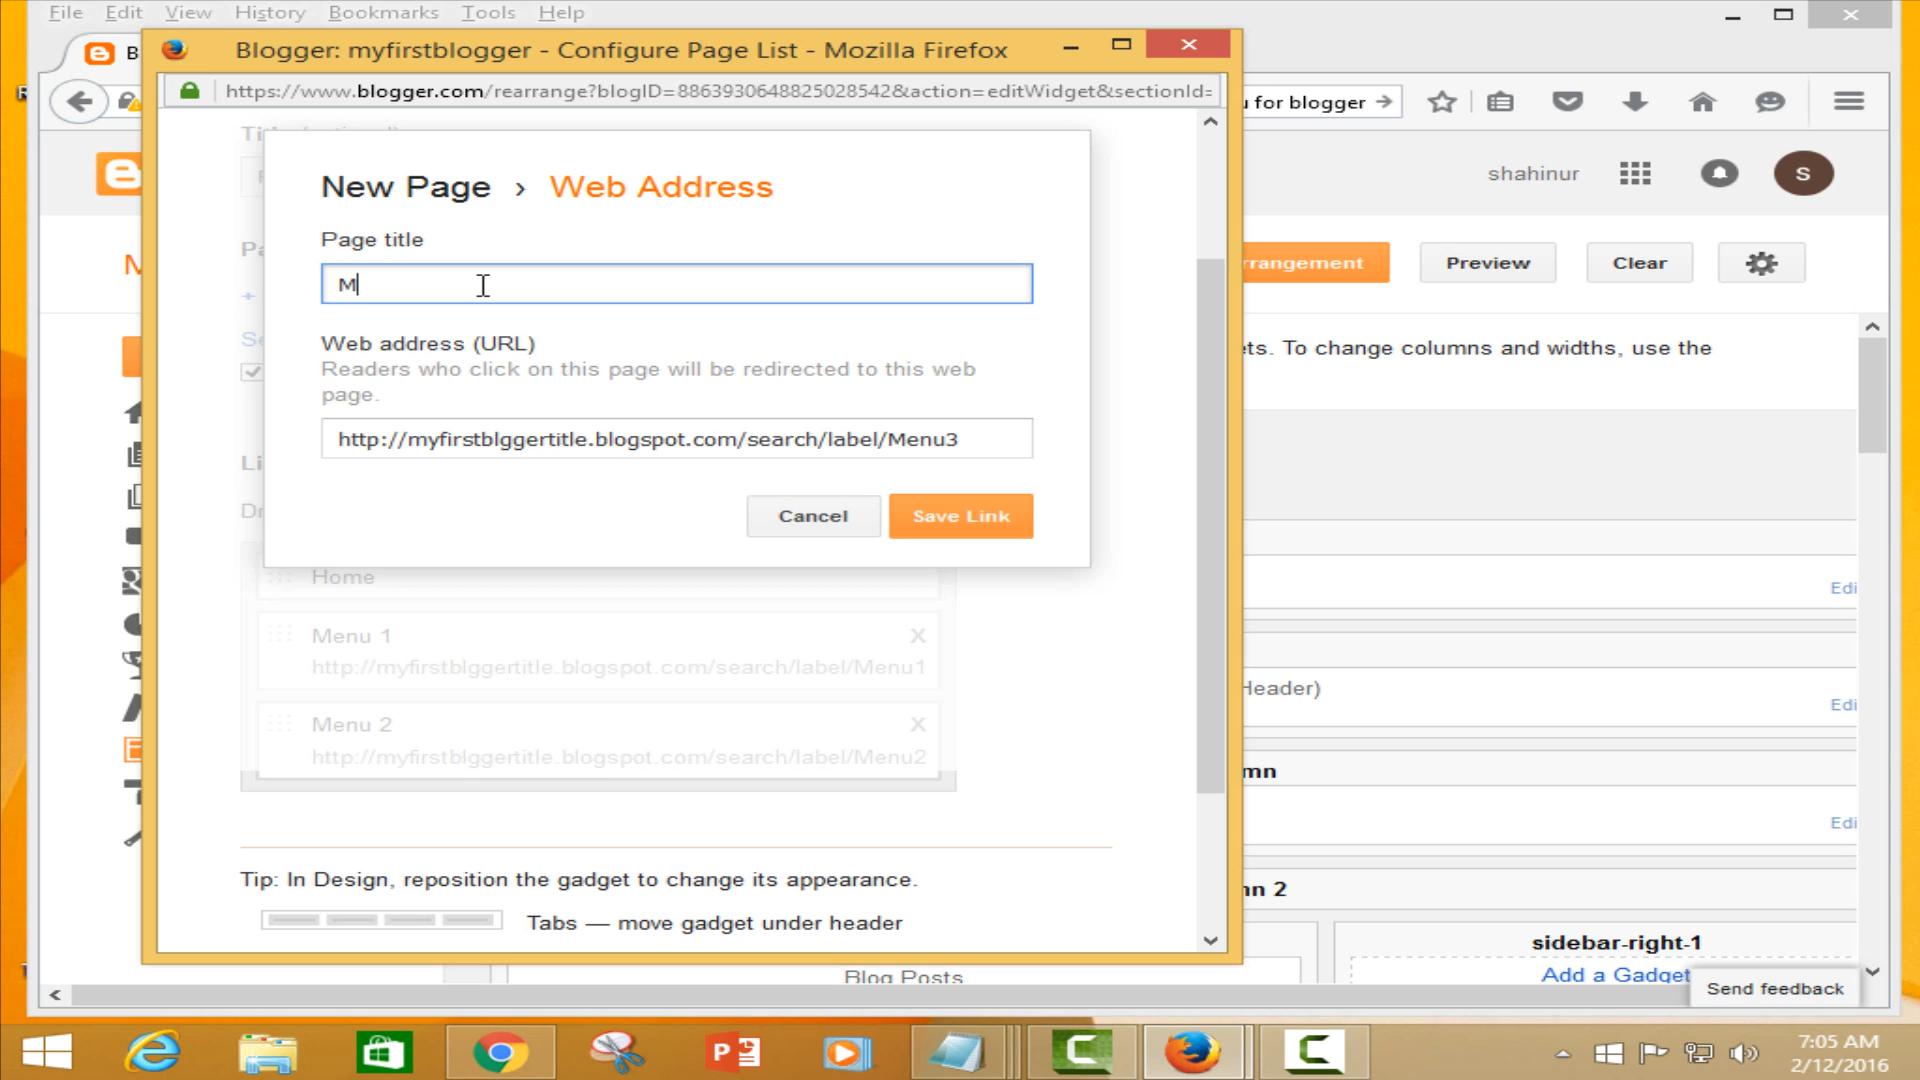 File Edit View History Bookmarks Tools Help
Blogger: myfirstblogger - Configure Page List - Mozilla Firefox
https://www.blogger.com/rearrange?blogID=8863930648825028542&action=editWidget&sectionId=
for blogger
shahinur
S
New Page › Web Address
Page title
M
Web address (URL)
Readers who click on this page will be redirected to this web
page.
http://myfirstblggertitle.blogspot.com/search/label/Menu3
Cancel Save Link
Home
Menu 1 X
http://myfirstblggertitle.blogspot.com/search/label/Menu1
Menu 2 X
http://myfirstblggertitle.blogspot.com/search/label/Menu2
Tip: In Design, reposition the gadget to change its appearance.
Tabs — move gadget under header
rrangement Preview Clear
ets. To change columns and widths, use the
Edi
Header)
Edi
mn
Edi
mn 2
sidebar-right-1
Add a Gadget
Blog Posts
Send feedback
7:05 AM
2/12/2016